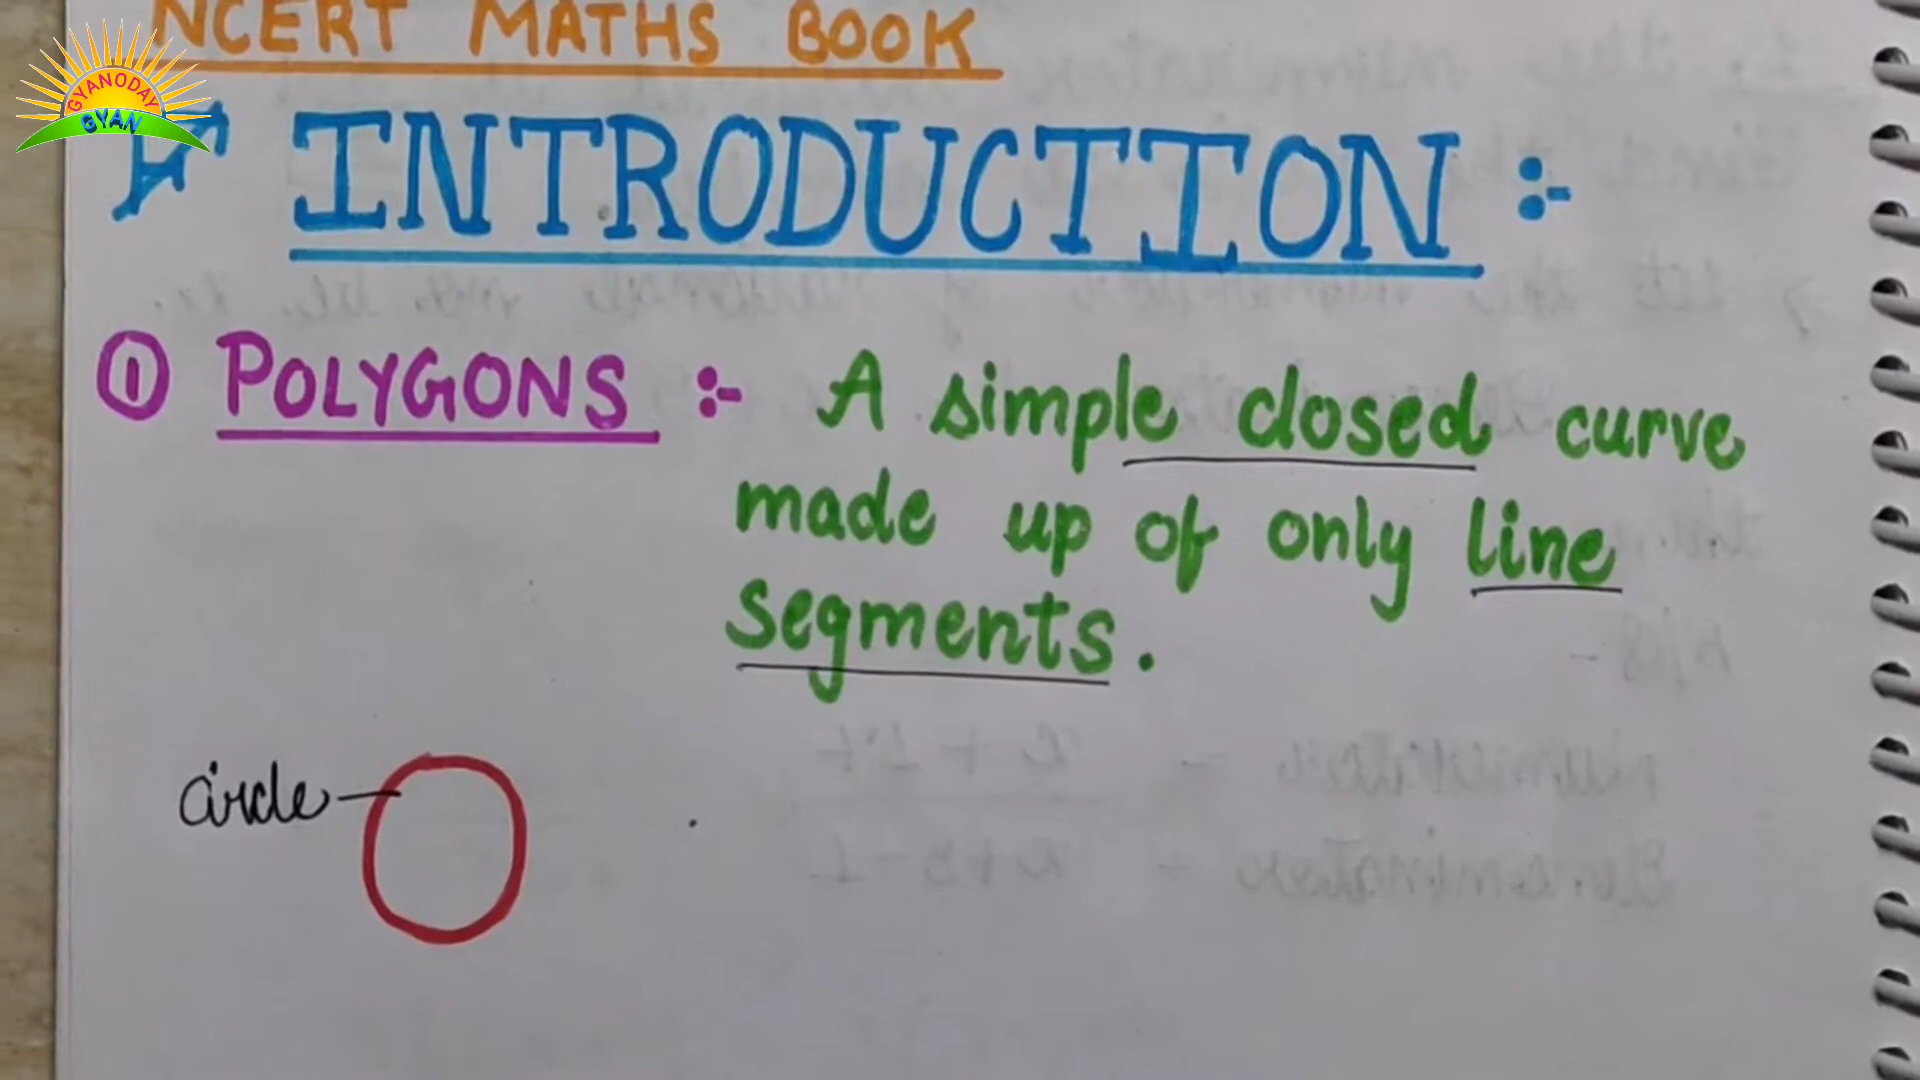 NCERT MATHS BOOK
GYANODAY
GYAN
INTRODUCTION :-
① POLYGONS :- A simple closed curve
made up of only line
segments.
circle